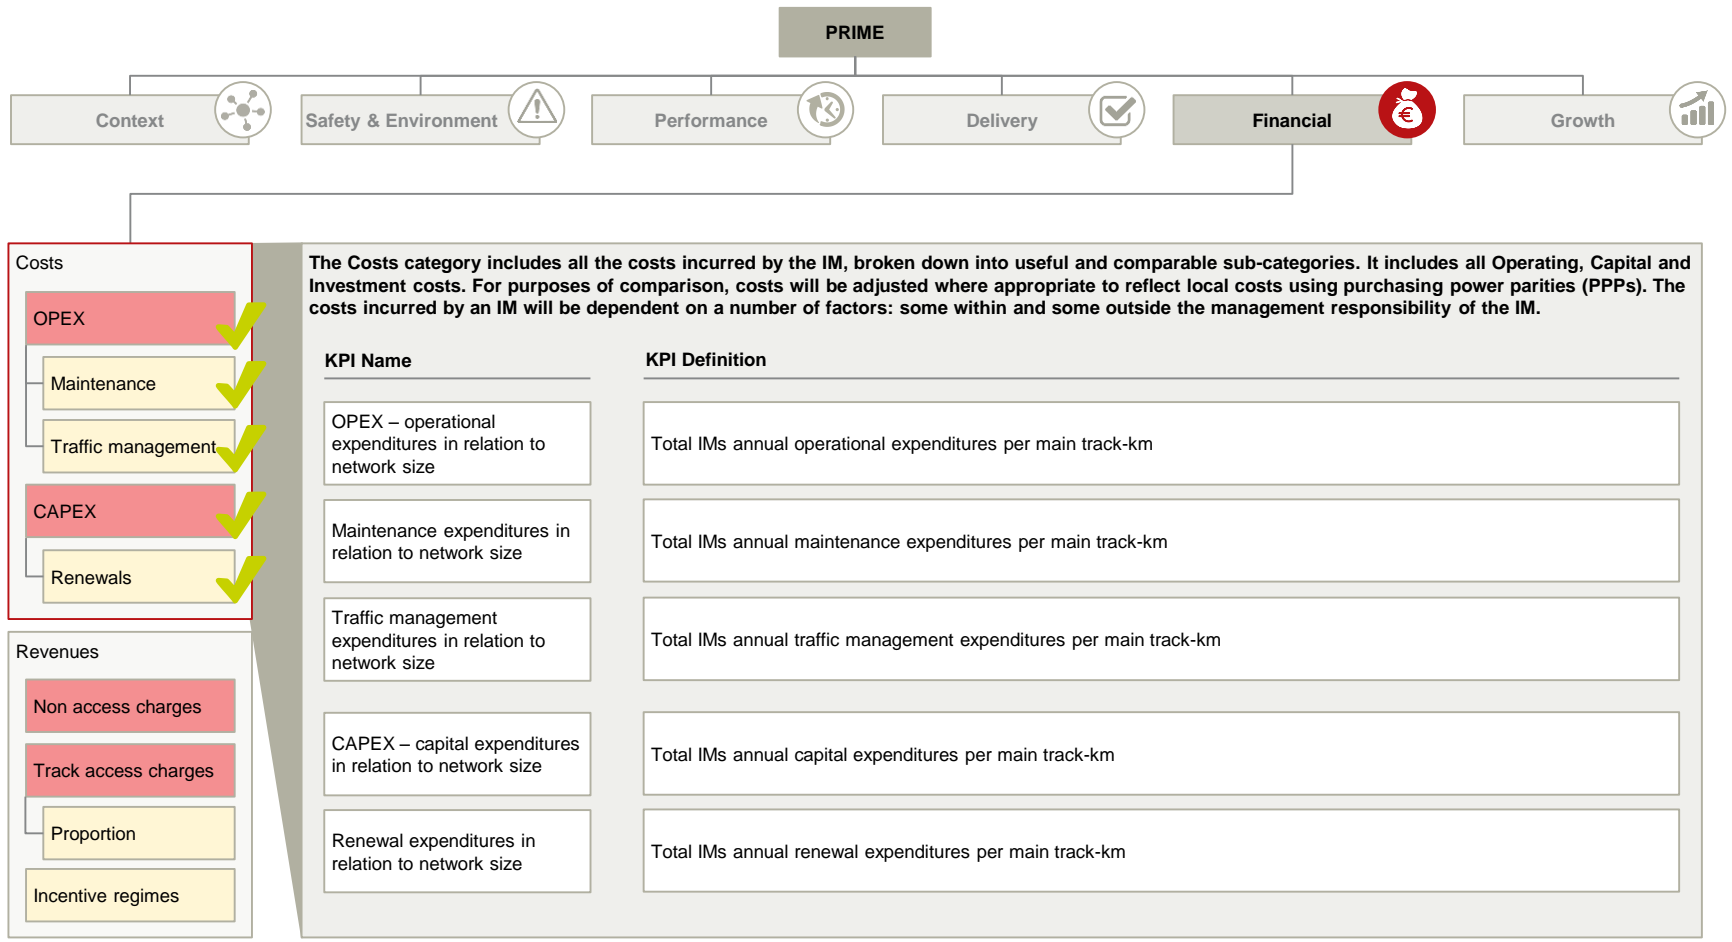 PRIME
Context
Safety & Environment
Performance
Delivery
Financial
€
Growth
Costs
OPEX
Maintenance
Traffic management
CAPEX
Renewals
Revenues
Non access charges
Track access charges
Proportion
Incentive regimes
The Costs category includes all the costs incurred by the IM, broken down into useful and comparable sub-categories. It includes all Operating, Capital and
Investment costs. For purposes of comparison, costs will be adjusted where appropriate to reflect local costs using purchasing power parities (PPPs). The
costs incurred by an IM will be dependent on a number of factors: some within and some outside the management responsibility of the IM.
KPI Name
KPI Definition
OPEX – operational
expenditures in relation to
network size
Total IMs annual operational expenditures per main track-km
Maintenance expenditures in
relation to network size
Total IMs annual maintenance expenditures per main track-km
Traffic management
expenditures in relation to
network size
Total IMs annual traffic management expenditures per main track-km
CAPEX – capital expenditures
in relation to network size
Total IMs annual capital expenditures per main track-km
Renewal expenditures in
relation to network size
Total IMs annual renewal expenditures per main track-km